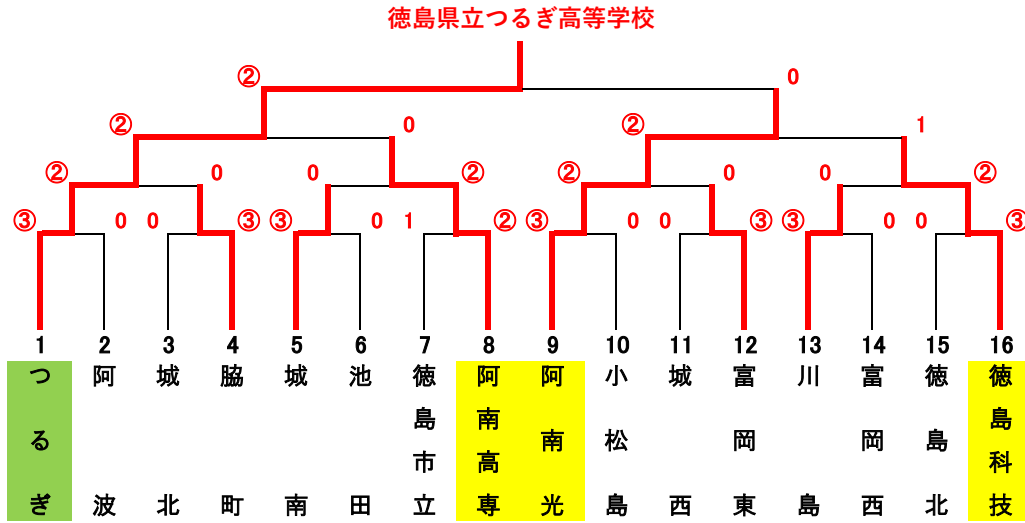 徳島県立つるぎ高等学校
② 0
② 0 ② 1
② 0 0 ② ② 0 0 ②
③ 0 0 ③ ③ 0 1 ② ③ 0 0 ③ ③ 0 0 ③
1 2 3 4 5 6 7 8 9 10 11 12 13 14 15 16
つるぎ
阿波
城北
脇町
城南
池田
徳島市立
阿南高専
阿南光
小松島
城西
富岡東
川島
富岡西
徳島北
徳島科技